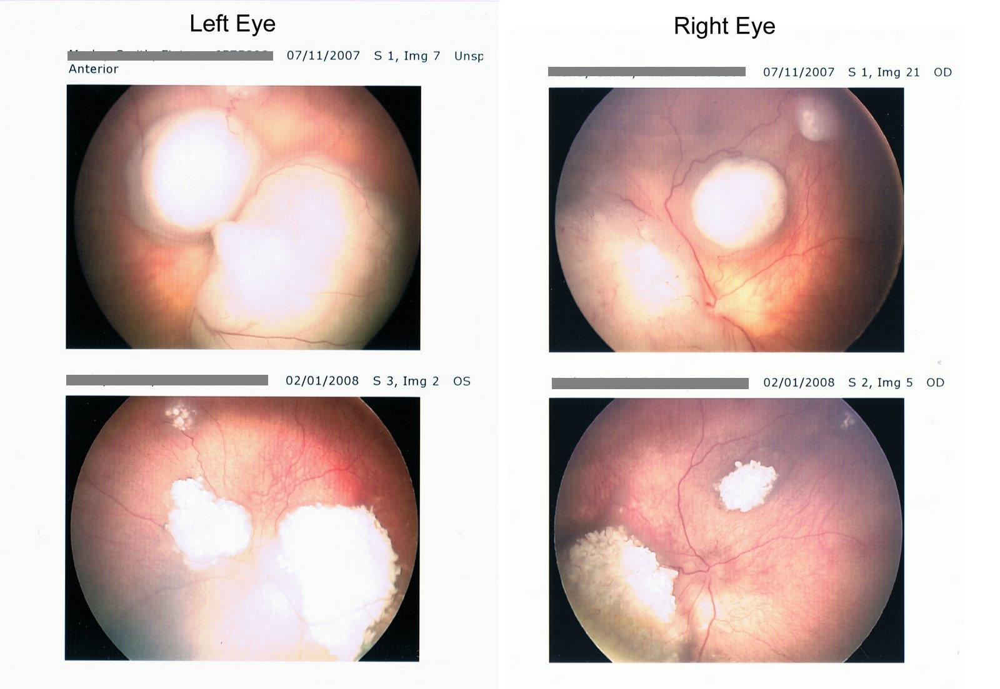 Left Eye
Right Eye
07/11/2007 S 1, Img 7 Unsp
Anterior
07/11/2007 S 1, Img 21 OD
02/01/2008 S 3, Img 2 OS
02/01/2008 S 2, Img 5 OD